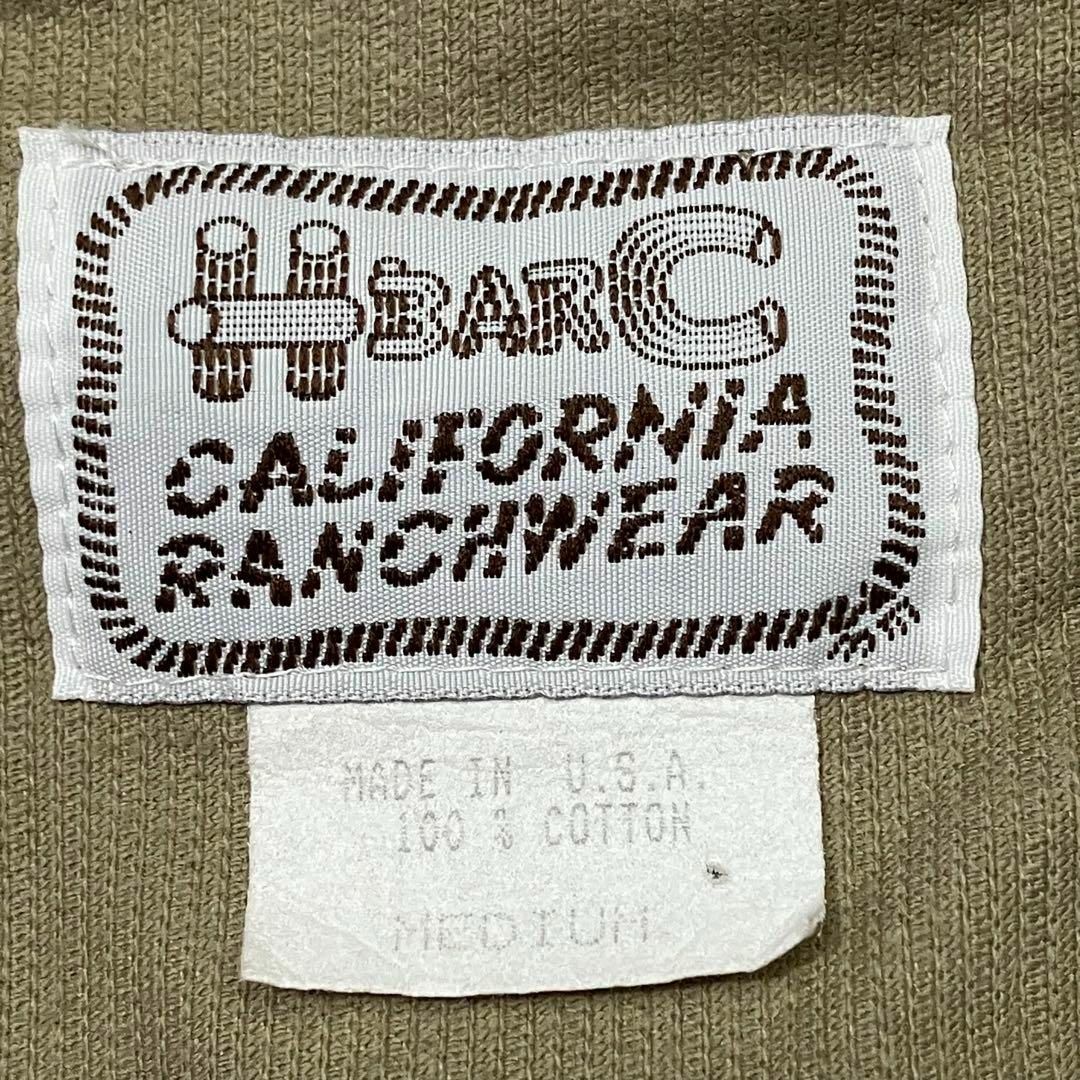 H BAR C
CALIFORNIA
RANCHWEAR
MADE IN U.S.A.
100 % COTTON
MEDIUM